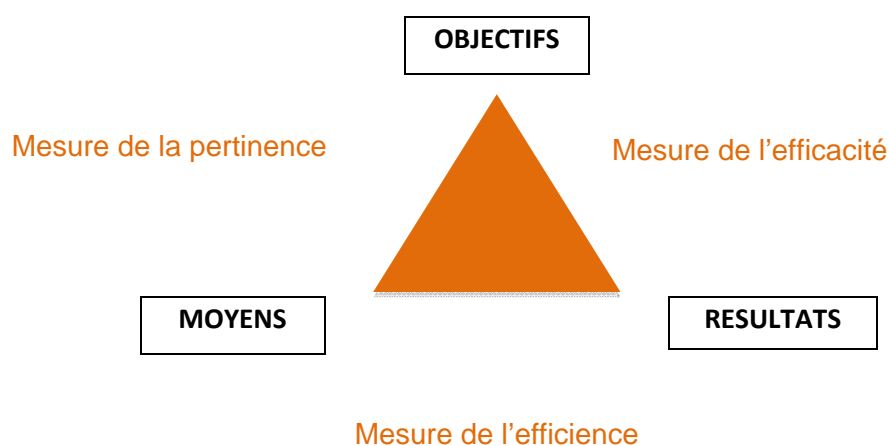 OBJECTIFS
Mesure de la pertinence
Mesure de l’efficacité
MOYENS
RESULTATS
Mesure de l’efficience